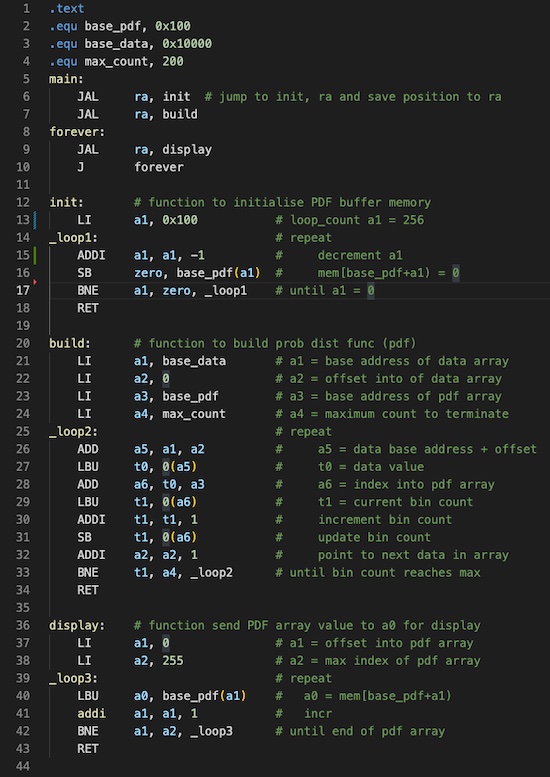 1 .text
2 .equ base_pdf, 0x100
3 .equ base_data, 0x10000
4 .equ max_count, 200
5 main:
6 JAL ra, init # jump to init, ra and save position to ra
7 JAL ra, build
8 forever:
9 JAL ra, display
10 J forever
11
12 init: # function to initialise PDF buffer memory
13 LI a1, 0x100 # loop_count a1 = 256
14 _loop1: # repeat
15 ADDI a1, a1, -1 # decrement a1
16 SB zero, base_pdf(a1) # mem[base_pdf+a1) = 0
17 BNE a1, zero, _loop1 # until a1 = 0
18 RET
19
20 build: # function to build prob dist func (pdf)
21 LI a1, base_data # a1 = base address of data array
22 LI a2, 0 # a2 = offset into of data array
23 LI a3, base_pdf # a3 = base address of pdf array
24 LI a4, max_count # a4 = maximum count to terminate
25 _loop2: # repeat
26 ADD a5, a1, a2 # a5 = data base address + offset
27 LBU t0, 0(a5) # t0 = data value
28 ADD a6, t0, a3 # a6 = index into pdf array
29 LBU t1, 0(a6) # t1 = current bin count
30 ADDI t1, t1, 1 # increment bin count
31 SB t1, 0(a6) # update bin count
32 ADDI a2, a2, 1 # point to next data in array
33 BNE t1, a4, _loop2 # until bin count reaches max
34 RET
35
36 display: # function send PDF array value to a0 for display
37 LI a1, 0 # a1 = offset into pdf array
38 LI a2, 255 # a2 = max index of pdf array
39 _loop3: # repeat
40 LBU a0, base_pdf(a1) # a0 = mem[base_pdf+a1)
41 addi a1, a1, 1 # incr
42 BNE a1, a2, _loop3 # until end of pdf array
43 RET
44